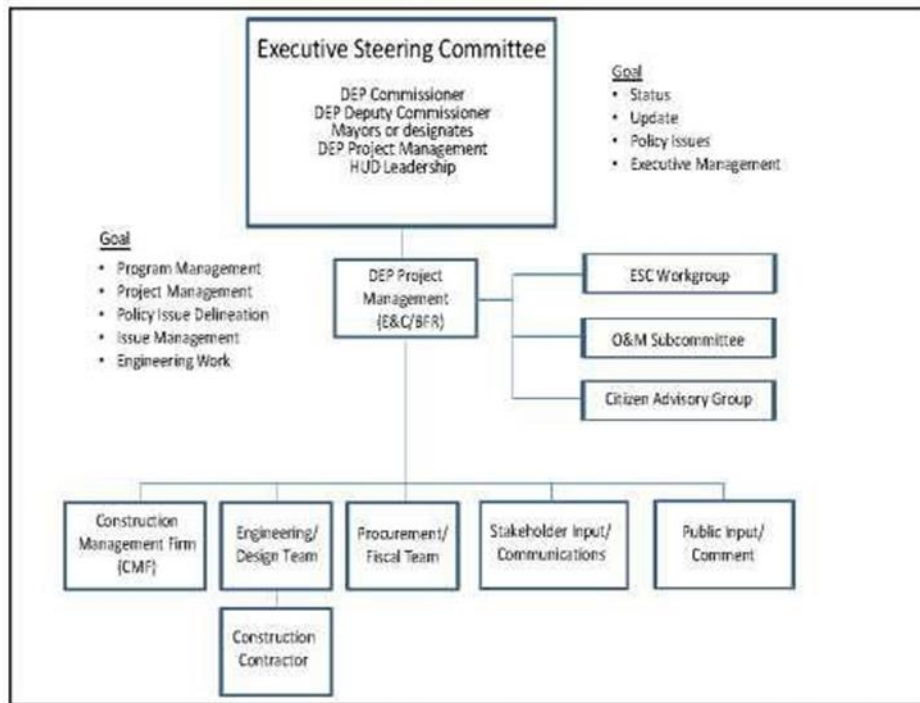 Executive Steering Committee
DEP Commissioner
DEP Deputy Commissioner
Mayors or designates
DEP Project Management
HUD Leadership
Goal
• Status
• Update
• Policy Issues
• Executive Management
Goal
• Program Management
• Project Management
• Policy Issue Delineation
• Issue Management
• Engineering Work
DEP Project
Management
(E&C/BFR)
ESC Workgroup
O&M Subcommittee
Citizen Advisory Group
Construction
Management Firm
(CMF)
Engineering/
Design Team
Procurement/
Fiscal Team
Stakeholder Input/
Communications
Public Input/
Comment
Construction
Contractor